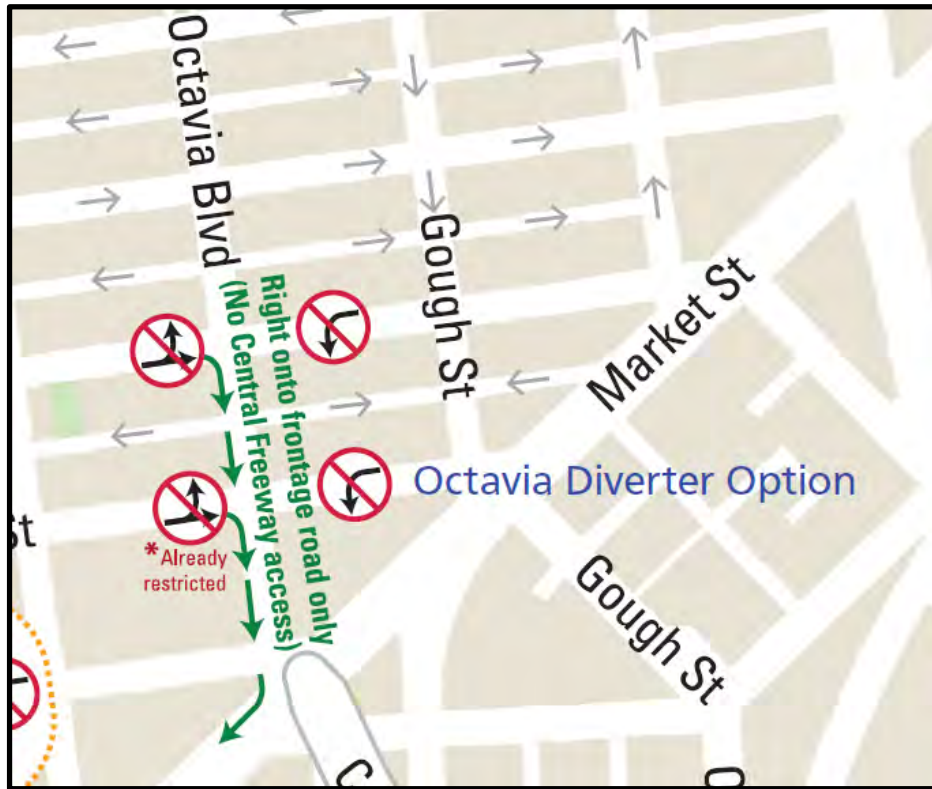 Octavia Blvd
Gough St
Market St
Right onto frontage road only
(No Central Freeway access)
Octavia Diverter Option
St
*Already
restricted
Gough St
C
O